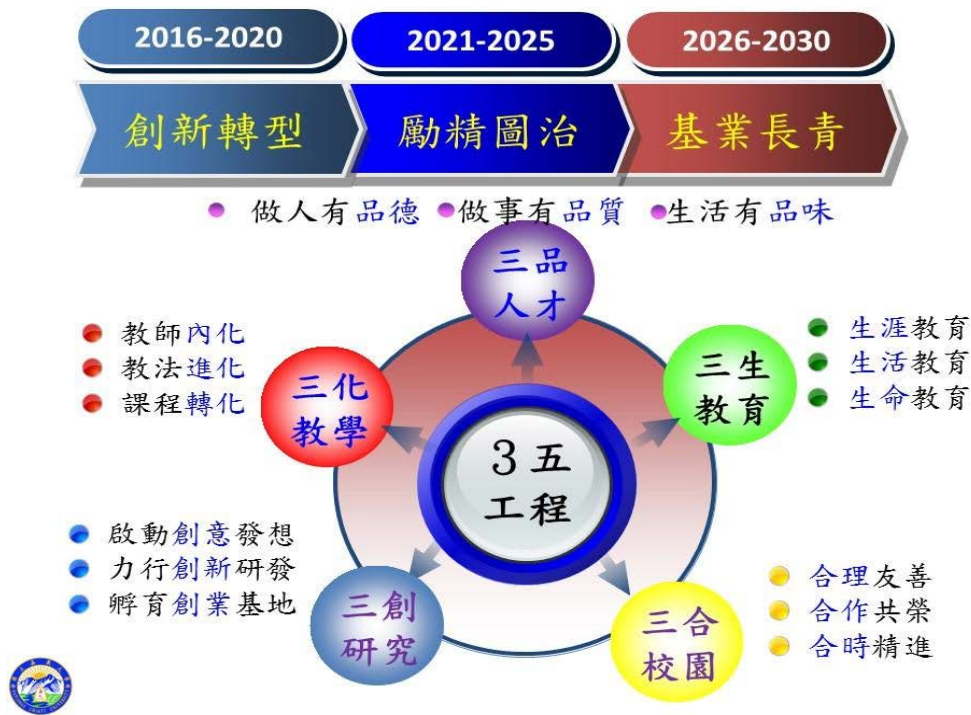 2016-2020
2021-2025
2026-2030
創新轉型
勵精圖治
基業長青
做人有品德
做事有品質
生活有品味
三品
人才
教師內化
教法進化
課程轉化
三化
教學
三生
教育
生涯教育
生活教育
生命教育
3五
工程
啟動創意發想
力行創新研發
孵育創業基地
三創
研究
三合
校園
合理友善
合作共榮
合時精進